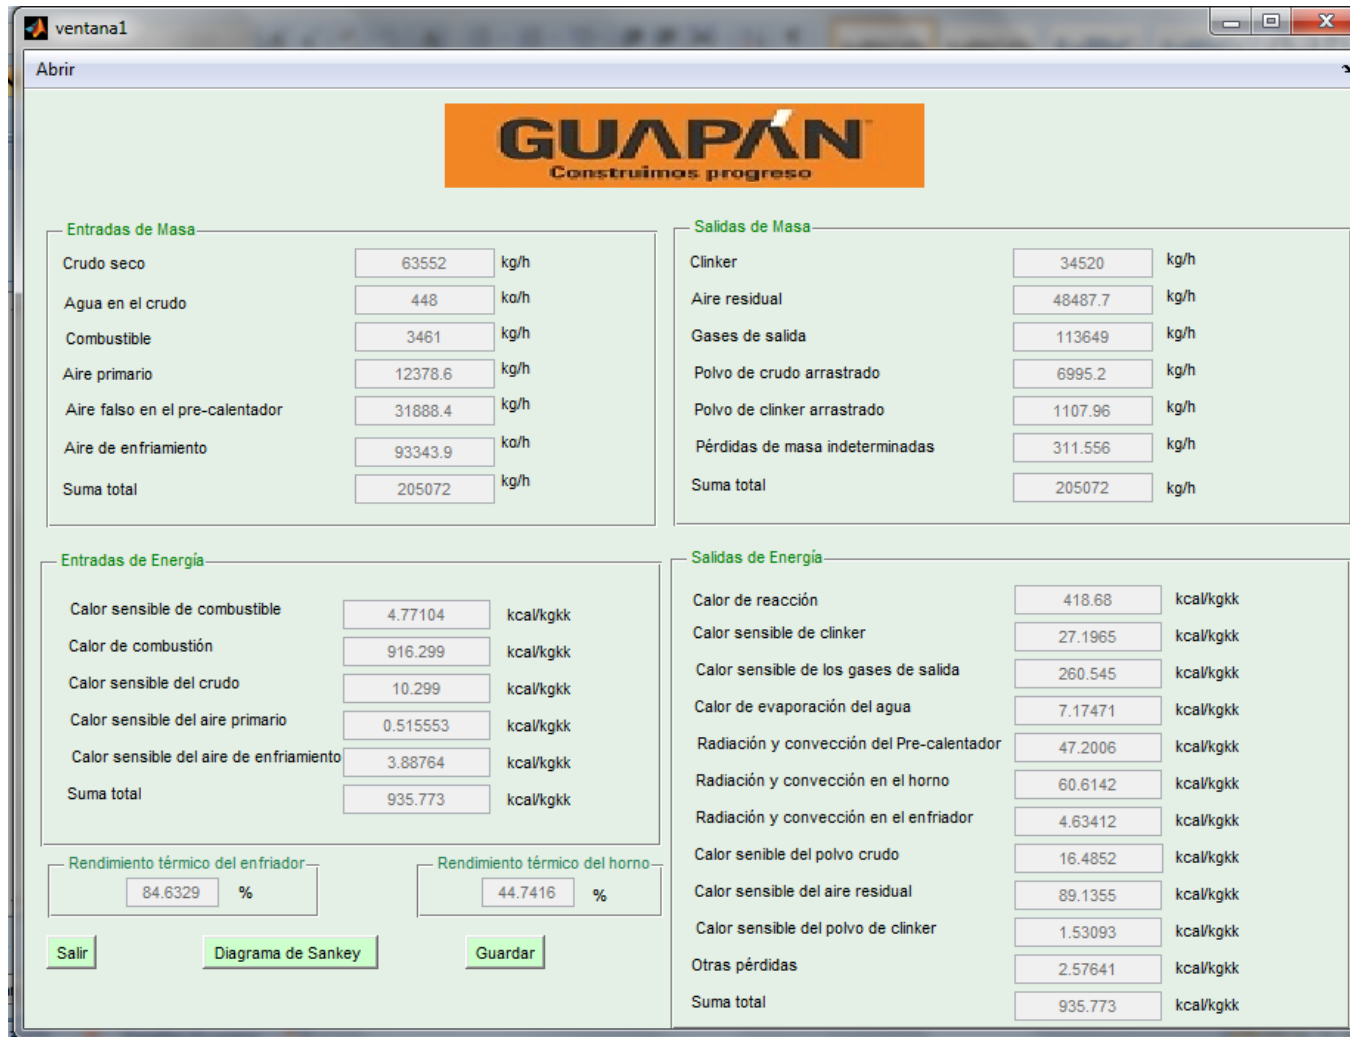 ventana1
Abrir
GUAPÁN
Construimos progreso
Entradas de Masa
Crudo seco 63552 kg/h
Agua en el crudo 448 kg/h
Combustible 3461 kg/h
Aire primario 12378.6 kg/h
Aire falso en el pre-calentador 31888.4 kg/h
Aire de enfriamiento 93343.9 kg/h
Suma total 205072 kg/h
Salidas de Masa
Clinker 34520 kg/h
Aire residual 48487.7 kg/h
Gases de salida 113649 kg/h
Polvo de crudo arrastrado 6995.2 kg/h
Polvo de clinker arrastrado 1107.96 kg/h
Pérdidas de masa indeterminadas 311.556 kg/h
Suma total 205072 kg/h
Entradas de Energía
Calor sensible de combustible 4.77104 kcal/kgkk
Calor de combustión 916.299 kcal/kgkk
Calor sensible del crudo 10.299 kcal/kgkk
Calor sensible del aire primario 0.515553 kcal/kgkk
Calor sensible del aire de enfriamiento 3.88764 kcal/kgkk
Suma total 935.773 kcal/kgkk
Rendimiento térmico del enfriador
84.6329 %
Rendimiento térmico del horno
44.7416 %
Salir
Diagrama de Sankey
Guardar
Salidas de Energía
Calor de reacción 418.68 kcal/kgkk
Calor sensible de clinker 27.1965 kcal/kgkk
Calor sensible de los gases de salida 260.545 kcal/kgkk
Calor de evaporación del agua 7.17471 kcal/kgkk
Radiación y convección del Pre-calentador 47.2006 kcal/kgkk
Radiación y convección en el horno 60.6142 kcal/kgkk
Radiación y convección en el enfriador 4.63412 kcal/kgkk
Calor senible del polvo crudo 16.4852 kcal/kgkk
Calor sensible del aire residual 89.1355 kcal/kgkk
Calor sensible del polvo de clinker 1.53093 kcal/kgkk
Otras pérdidas 2.57641 kcal/kgkk
Suma total 935.773 kcal/kgkk